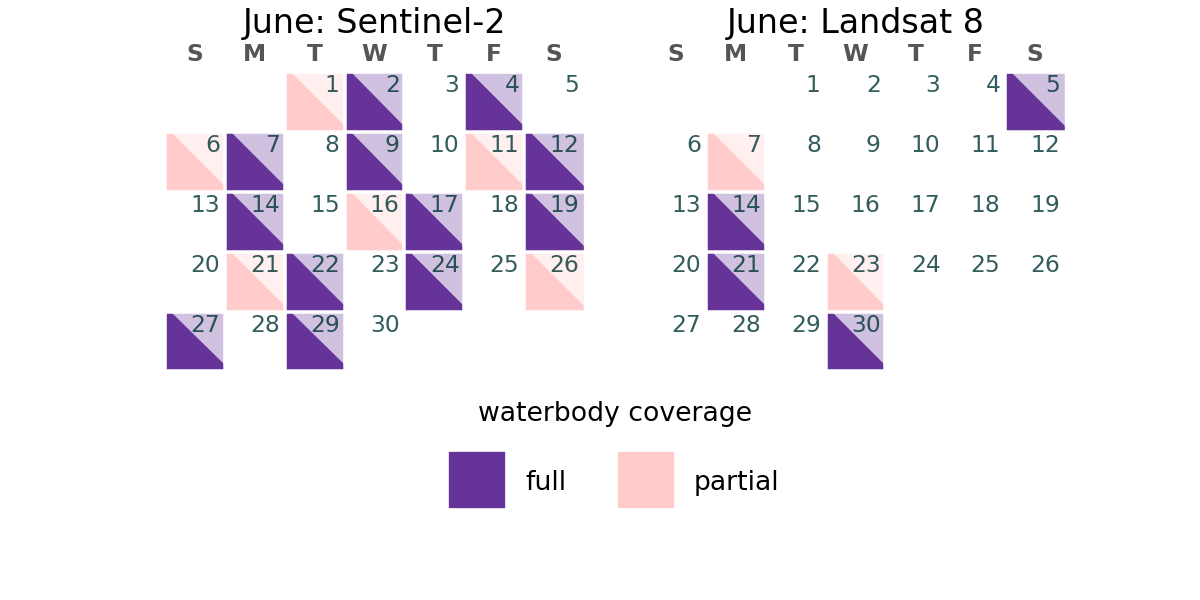 June: Sentinel-2
S M T W T F S
1 2 3 4 5
6 7 8 9 10 11 12
13 14 15 16 17 18 19
20 21 22 23 24 25 26
27 28 29 30
June: Landsat 8
S M T W T F S
1 2 3 4 5
6 7 8 9 10 11 12
13 14 15 16 17 18 19
20 21 22 23 24 25 26
27 28 29 30
waterbody coverage
full
partial